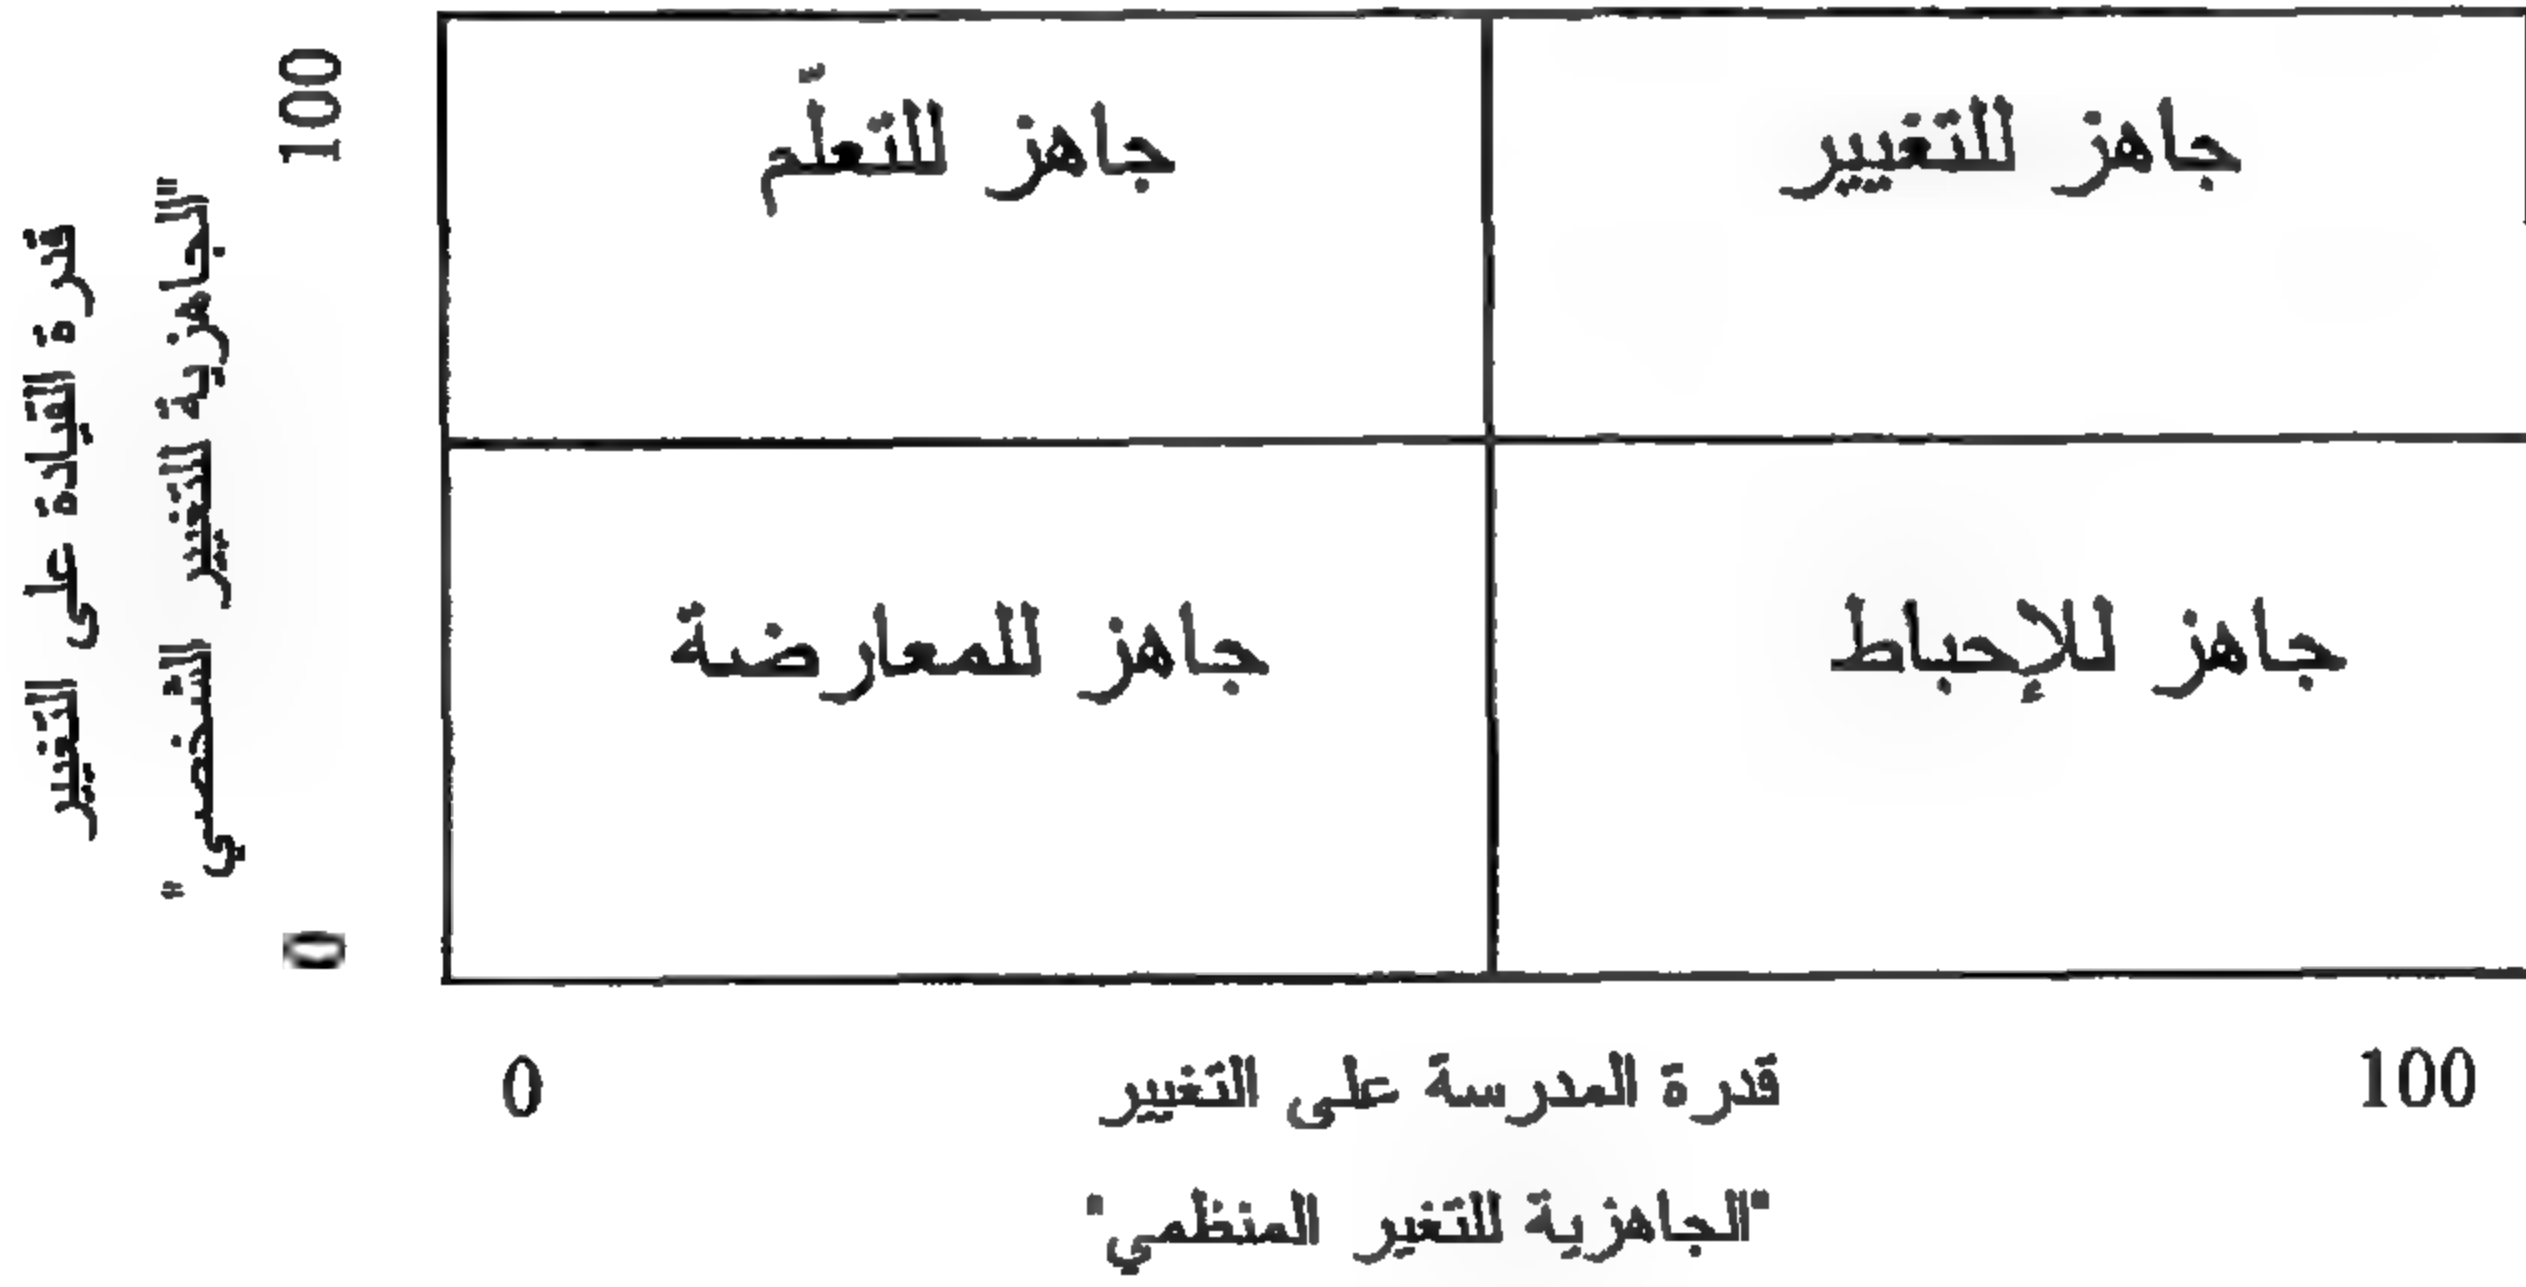 جاهز للتغيير
جاهز للتعلّم
جاهز للإحباط
جاهز للمعارضة
100
0
قدرة القيادة على التغيير
"الجاهزية للتغير الشخصي"
0
قدرة المدرسة على التغيير
100
"الجاهزية للتغير المنظمي"